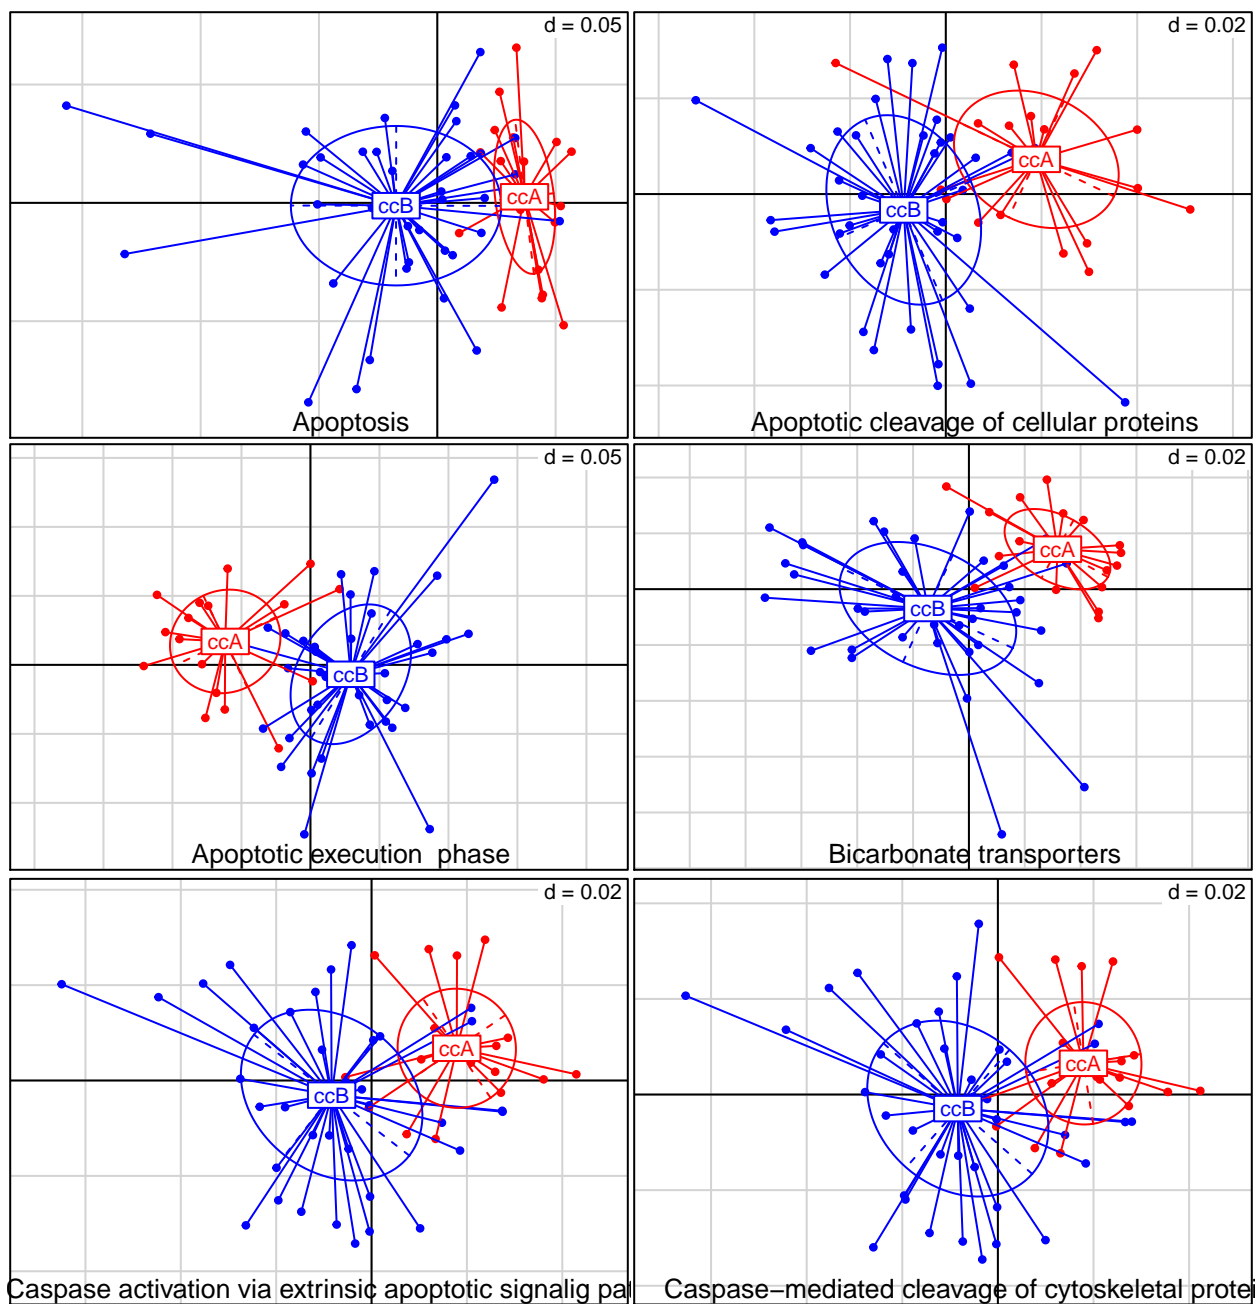 d = 0.05
ccB
ccA
Apoptosis
d = 0.02
ccA
ccB
Apoptotic cleavage of cellular proteins
d = 0.05
ccA
ccB
Apoptotic execution  phase
d = 0.02
ccA
ccB
Bicarbonate transporters
d = 0.02
ccA
ccB
Caspase activation via extrinsic apoptotic signalig pat
d = 0.02
ccA
ccB
Caspase−mediated cleavage of cytoskeletal protei